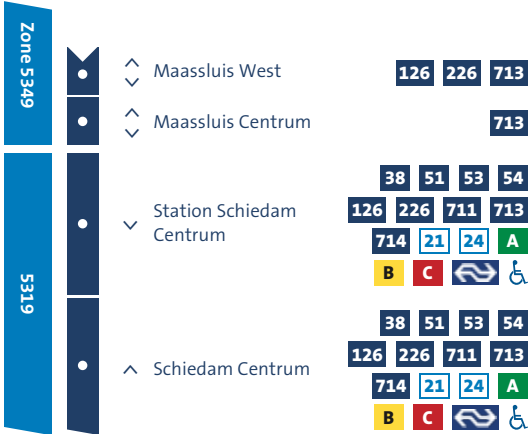 Zone 5349
Maassluis West
126 226 713
Maassluis Centrum
713
5319
38 51 53 54
Station Schiedam
Centrum
126 226 711 713
714 21 24 A
B C
38 51 53 54
Schiedam Centrum
126 226 711 713
714 21 24 A
B C